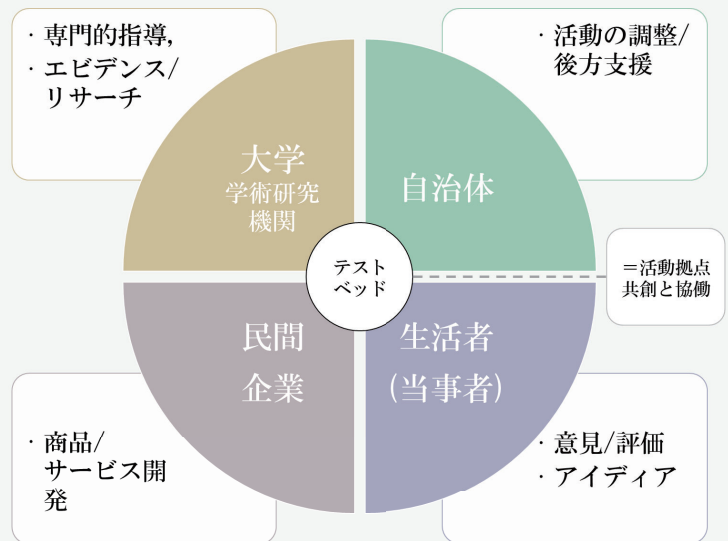 ・専門的指導,
・エビデンス/
リサーチ
・活動の調整/
後方支援
大学
学術研究
機関
自治体
テスト
ベッド
＝活動拠点
共創と協働
民間
企業
生活者
(当事者)
・商品/
サービス開
発
・意見/評価
・アイディア